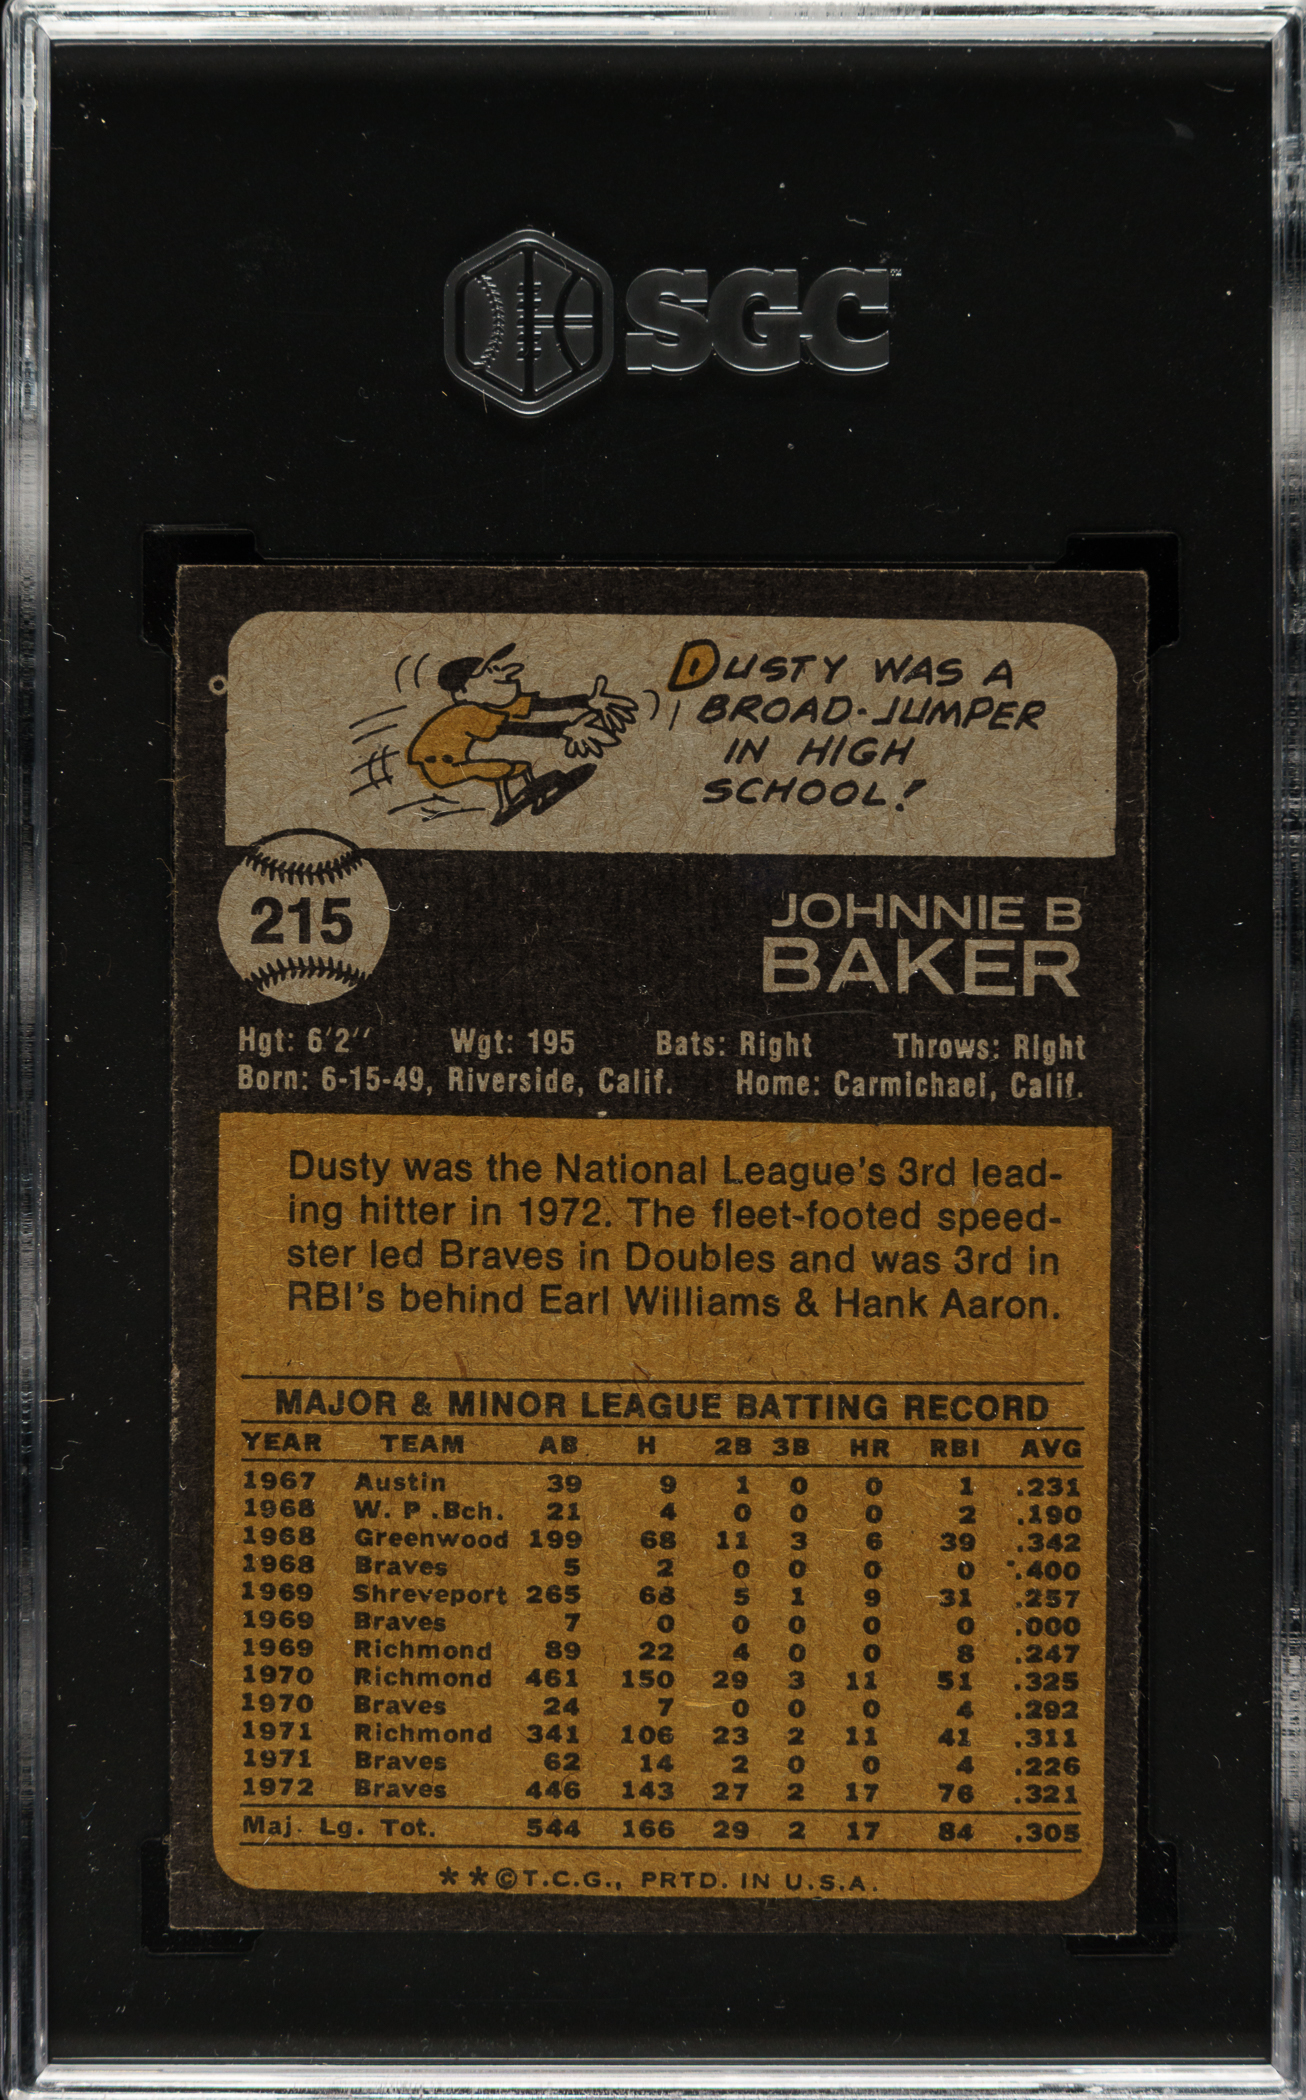 SGC™
DUSTY WAS A
BROAD-JUMPER
IN HIGH
SCHOOL!
215
JOHNNIE B
BAKER
Hgt: 6'2'' Wgt: 195 Bats: Right Throws: Right
Born: 6-15-49, Riverside, Calif. Home: Carmichael, Calif.
Dusty was the National League's 3rd lead-
ing hitter in 1972. The fleet-footed speed-
ster led Braves in Doubles and was 3rd in
RBI's behind Earl Williams & Hank Aaron.
MAJOR & MINOR LEAGUE BATTING RECORD
YEAR TEAM AB H 2B 3B HR RBI AVG
1967 Austin 39 9 1 0 0 1 .231
1968 W. P. Bch. 21 4 0 0 0 2 .190
1968 Greenwood 199 68 11 3 6 39 .342
1968 Braves 5 2 0 0 0 0 .400
1969 Shreveport 265 68 5 1 9 31 .257
1969 Braves 7 0 0 0 0 0 .000
1969 Richmond 89 22 4 0 0 8 .247
1970 Richmond 461 150 29 3 11 51 .325
1970 Braves 24 7 0 0 0 4 .292
1971 Richmond 341 106 23 2 11 41 .311
1971 Braves 62 14 2 0 0 4 .226
1972 Braves 446 143 27 2 17 76 .321
Maj. Lg. Tot. 544 166 29 2 17 84 .305
**©T.C.G., PRTD. IN U.S.A.